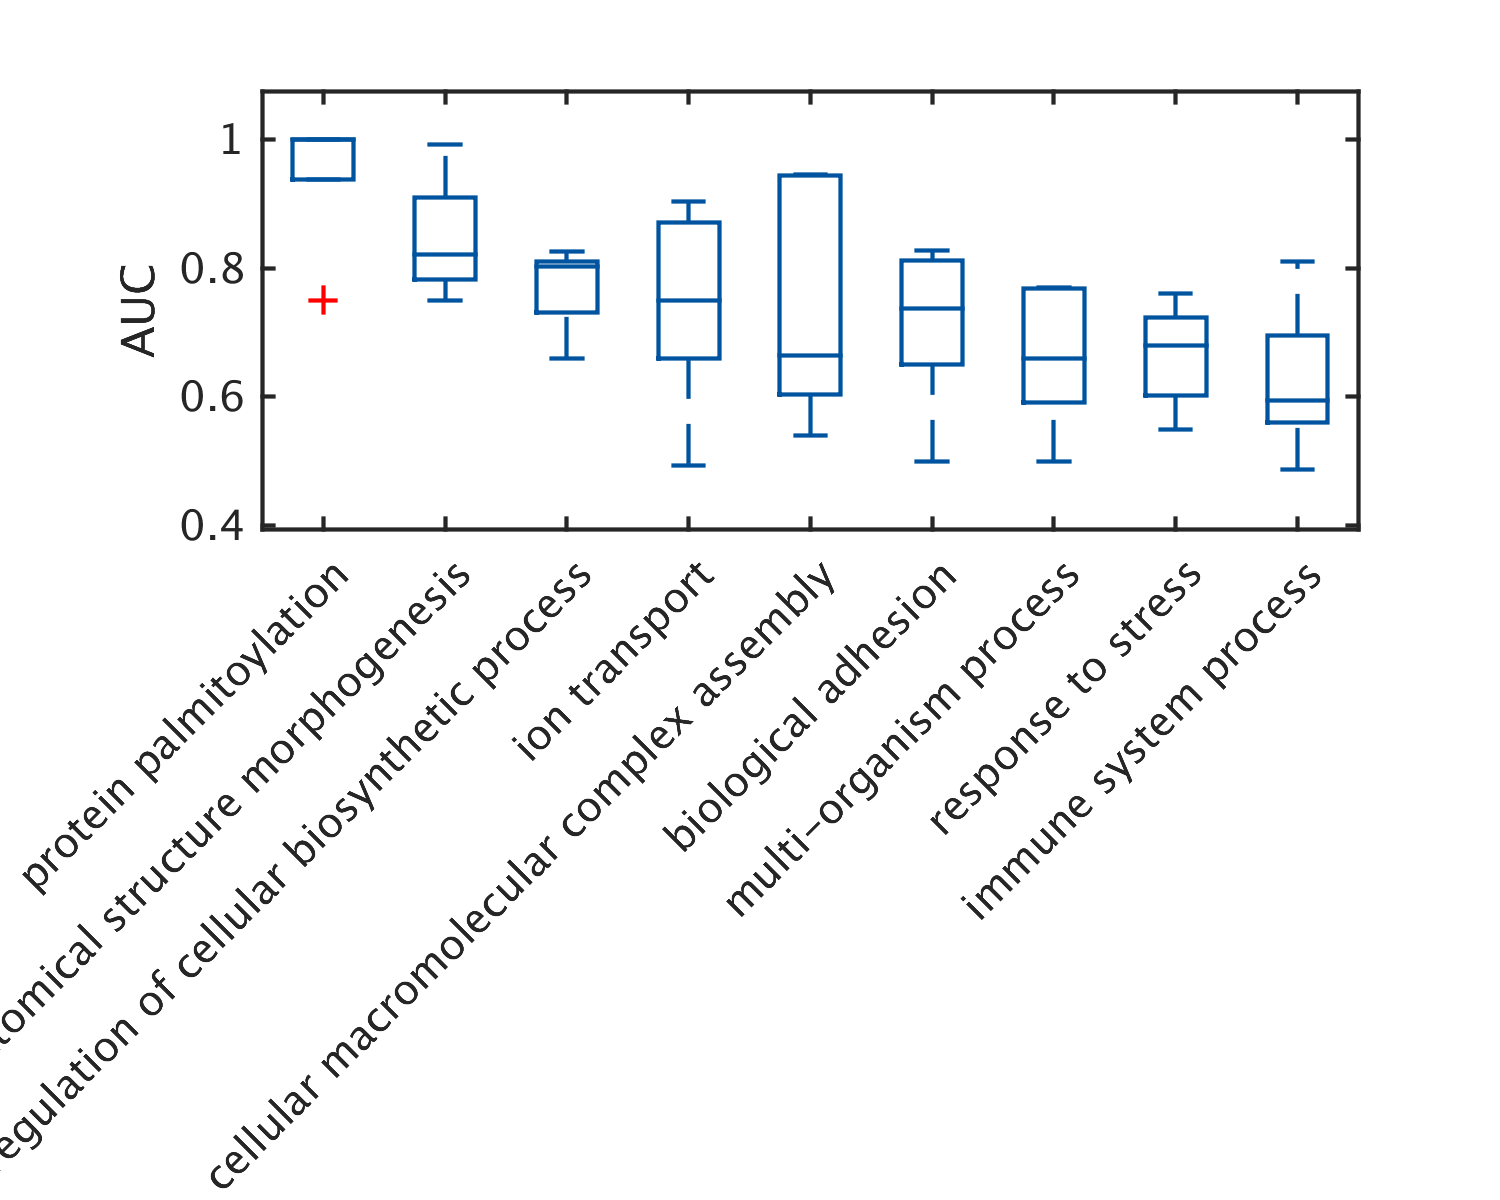 1
0.8
0.6
0.4
AUC
protein palmitoylation
structure morphogenesis
of cellular biosynthetic process
ion transport
cellular macromolecular complex assembly
biological adhesion
multi−organism process
response to stress
immune system process